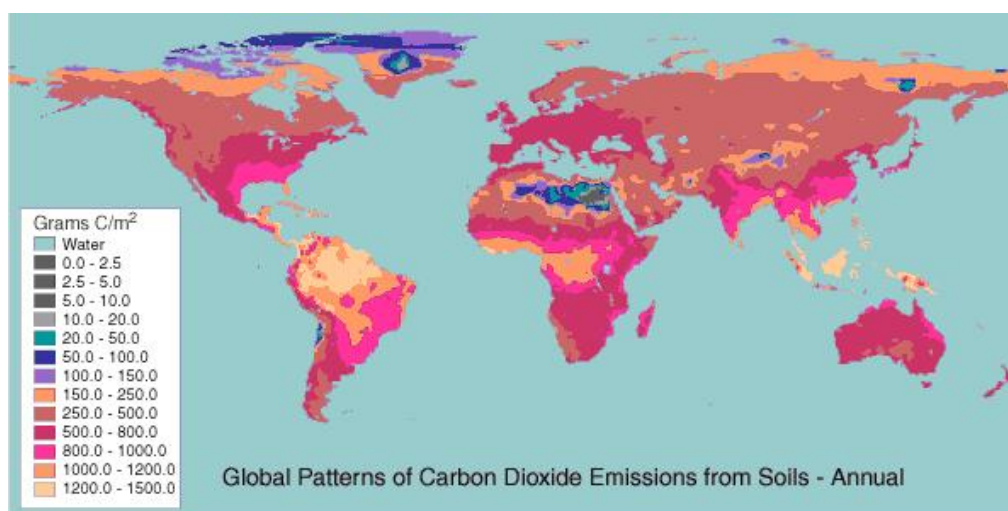 Grams C/m²
Water
0.0 - 2.5
2.5 - 5.0
5.0 - 10.0
10.0 - 20.0
20.0 - 50.0
50.0 - 100.0
100.0 - 150.0
150.0 - 250.0
250.0 - 500.0
500.0 - 800.0
800.0 - 1000.0
1000.0 - 1200.0
1200.0 - 1500.0
Global Patterns of Carbon Dioxide Emissions from Soils - Annual